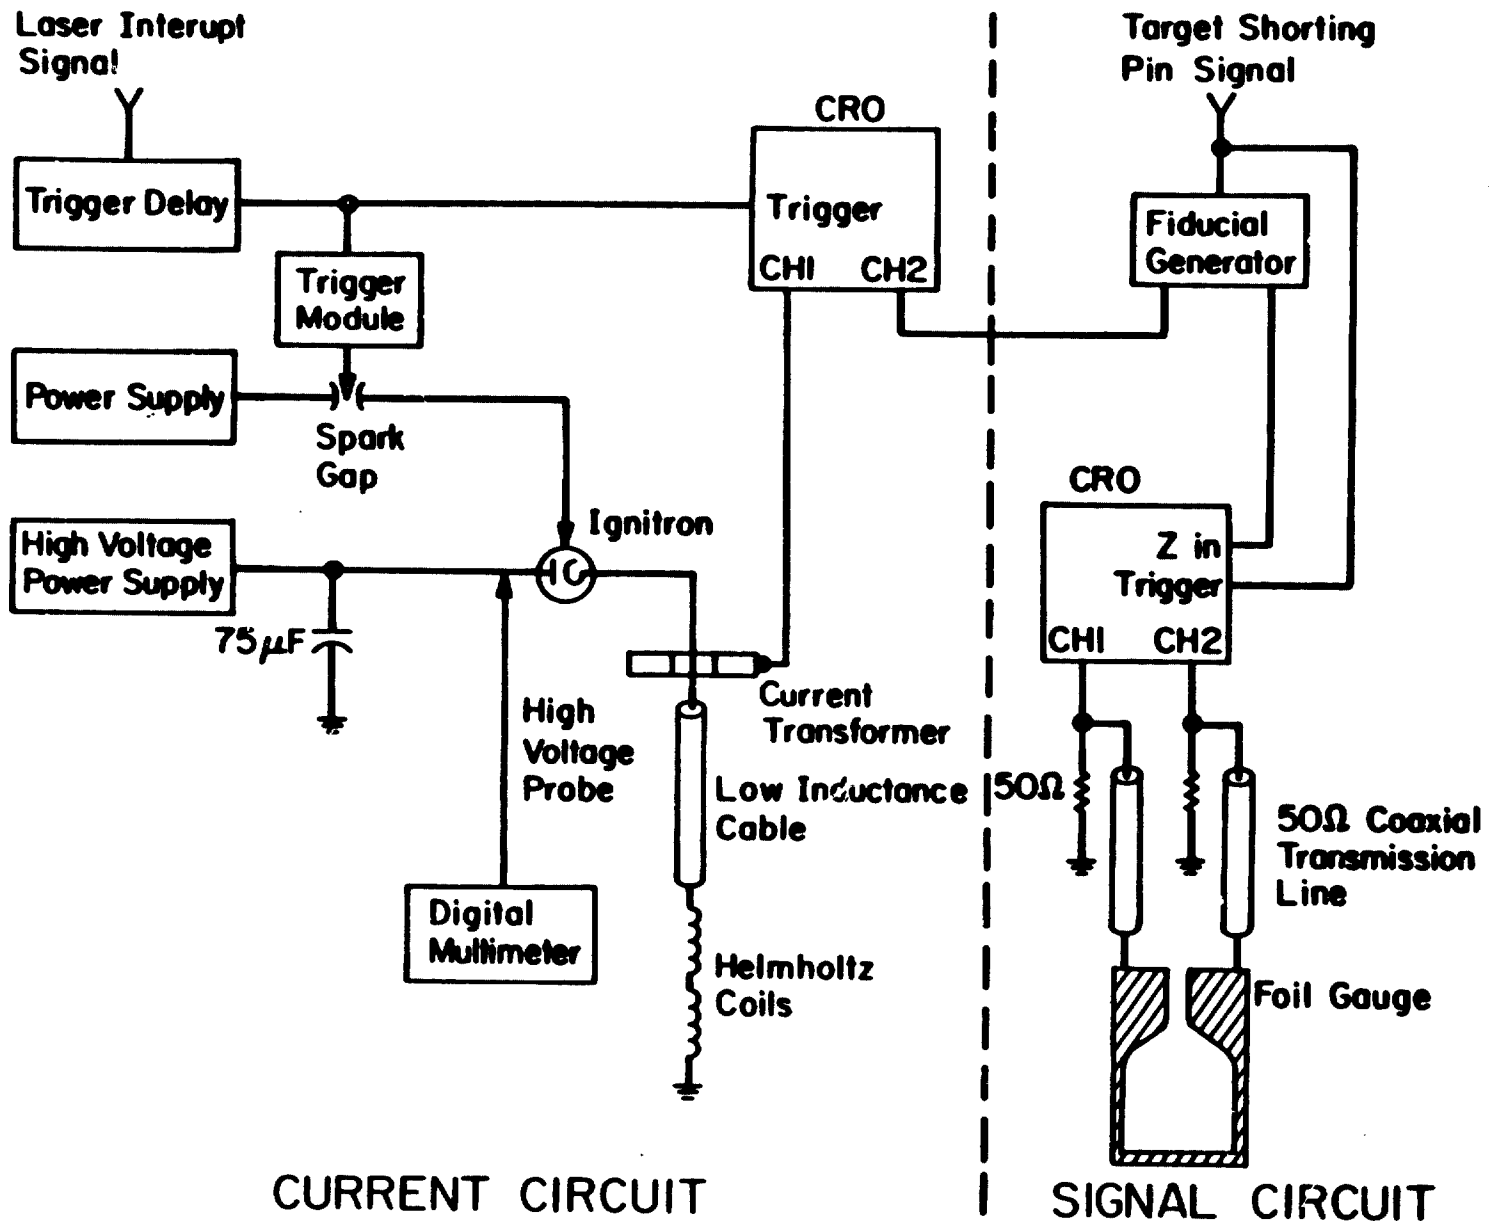 Laser Interupt
Signal
Trigger Delay
Trigger
Module
Power Supply
Spark
Gap
High Voltage
Power Supply
75μF
Ignitron
High
Voltage
Probe
Digital
Multimeter
CRO
Trigger
CH1 CH2
Current
Transformer
Low Inductance
Cable
Helmholtz
Coils
CURRENT CIRCUIT
Target Shorting
Pin Signal
Fiducial
Generator
CRO
Z in
Trigger
CH1 CH2
50Ω
50Ω Coaxial
Transmission
Line
Foil Gauge
SIGNAL CIRCUIT